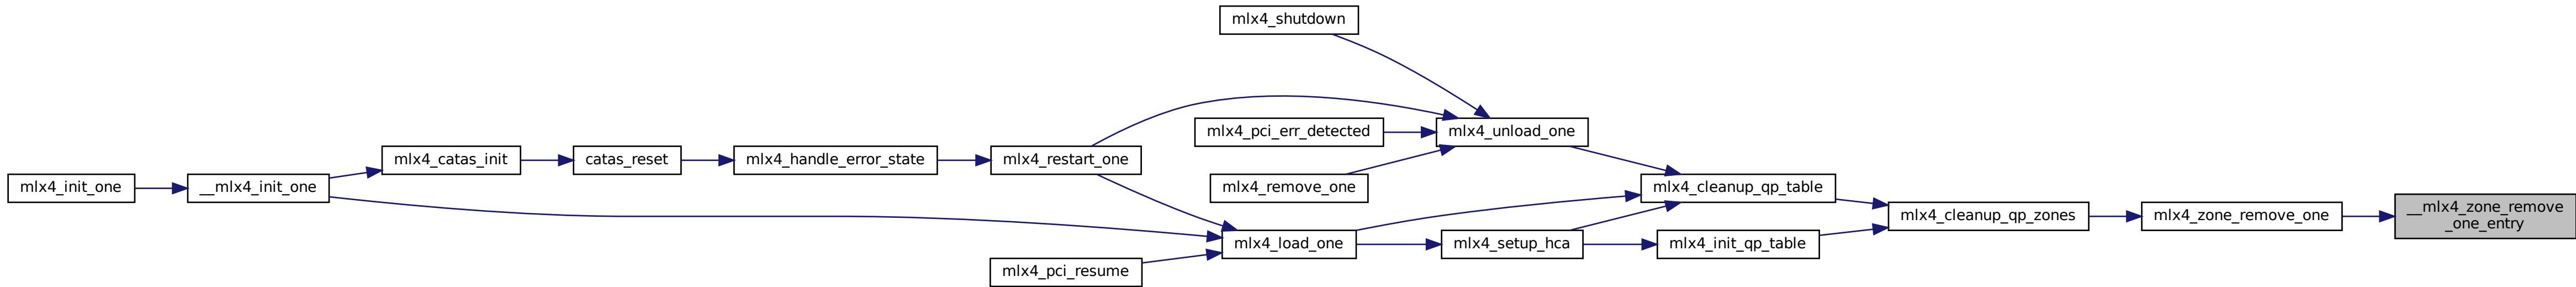 mlx4_shutdown
mlx4_pci_err_detected
mlx4_unload_one
mlx4_catas_init
catas_reset
mlx4_handle_error_state
mlx4_restart_one
mlx4_init_one
__mlx4_init_one
mlx4_remove_one
mlx4_cleanup_qp_table
mlx4_cleanup_qp_zones
mlx4_zone_remove_one
__mlx4_zone_remove
_one_entry
mlx4_load_one
mlx4_setup_hca
mlx4_init_qp_table
mlx4_pci_resume